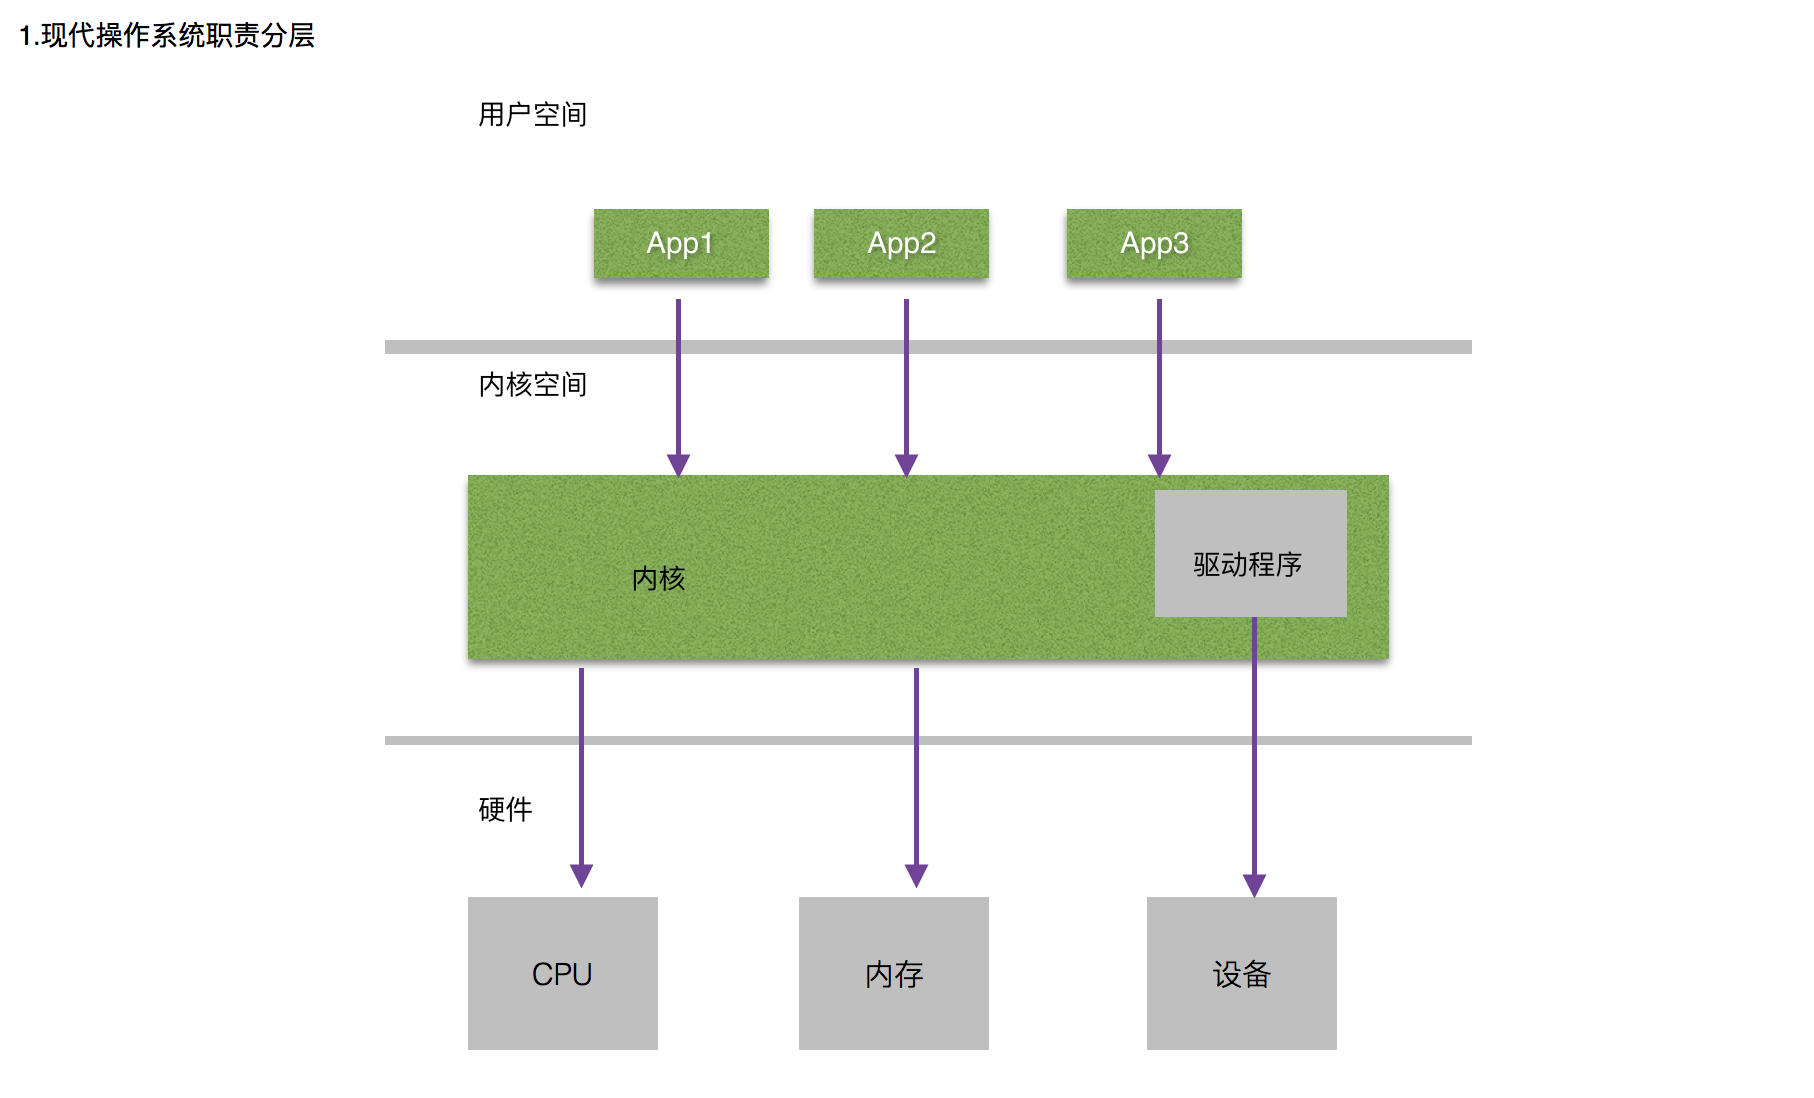 1.现代操作系统职责分层
用户空间
App1
App2
App3
内核空间
内核
驱动程序
硬件
CPU
内存
设备